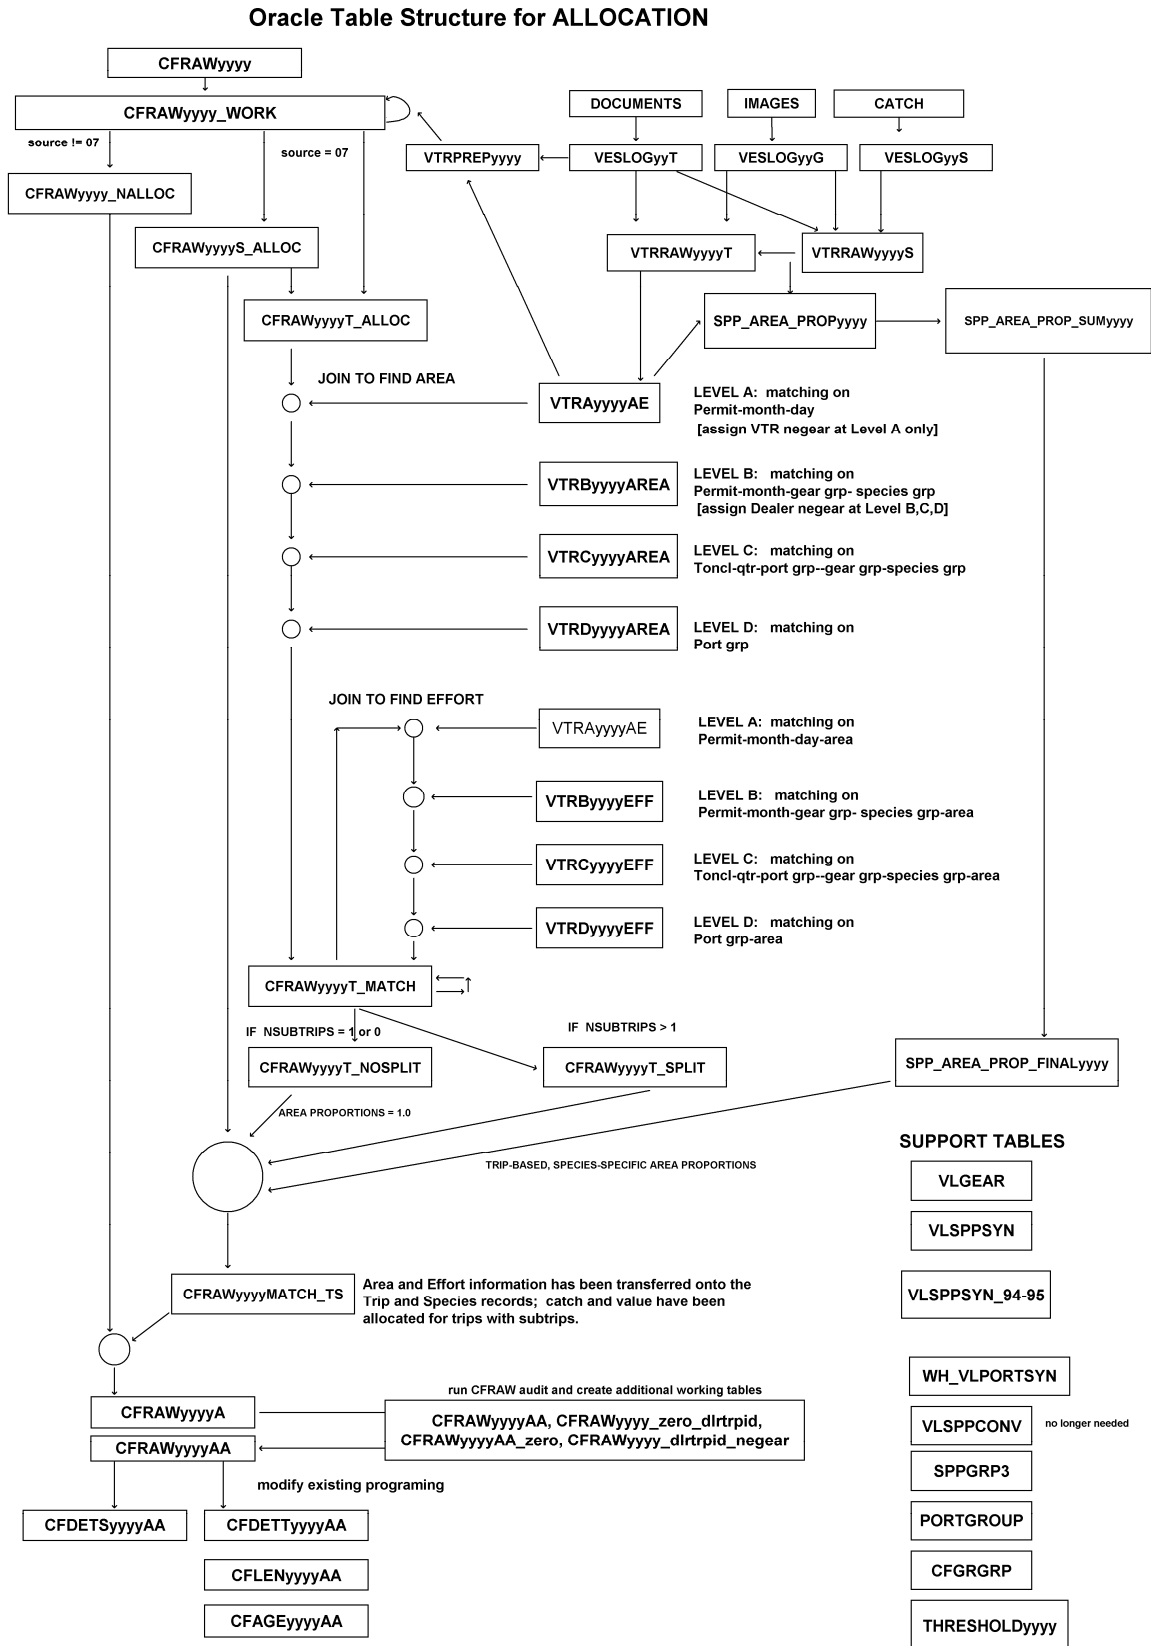 Oracle Table Structure for ALLOCATION
CFRAWyyyy
CFRAWyyyy_WORK
DOCUMENTS
IMAGES
CATCH
source != 07
source = 07
VTRPREPyyyy
VESLOGyyT
VESLOGyyG
VESLOGyyS
CFRAWyyyy_NALLOC
CFRAWyyyyS_ALLOC
VTRRAWyyyyT
VTRRAWyyyyS
CFRAWyyyyT_ALLOC
SPP_AREA_PROPyyyy
SPP_AREA_PROP_SUMyyyy
JOIN TO FIND AREA
VTRAyyyyAE
LEVEL A: matching on
Permit-month-day
[assign VTR negear at Level A only]
VTRByyyyAREA
LEVEL B: matching on
Permit-month-gear grp- species grp
[assign Dealer negear at Level B,C,D]
VTRCyyyyAREA
LEVEL C: matching on
Toncl-qtr-port grp--gear grp-species grp
VTRDyyyyAREA
LEVEL D: matching on
Port grp
JOIN TO FIND EFFORT
VTRAyyyyAE
LEVEL A: matching on
Permit-month-day-area
VTRByyyyEFF
LEVEL B: matching on
Permit-month-gear grp- species grp-area
VTRCyyyyEFF
LEVEL C: matching on
Toncl-qtr-port grp--gear grp-species grp-area
VTRDyyyyEFF
LEVEL D: matching on
Port grp-area
CFRAWyyyyT_MATCH
IF NSUBTRIPS = 1 or 0
IF NSUBTRIPS > 1
CFRAWyyyyT_NOSPLIT
CFRAWyyyyT_SPLIT
SPP_AREA_PROP_FINALyyyy
AREA PROPORTIONS = 1.0
TRIP-BASED, SPECIES-SPECIFIC AREA PROPORTIONS
SUPPORT TABLES
VLGEAR
VLSPPSYN
VLSPPSYN_94-95
CFRAWyyyyMATCH_TS
Area and Effort information has been transferred onto the
Trip and Species records; catch and value have been
allocated for trips with subtrips.
WH_VLPORTSYN
run CFRAW audit and create additional working tables
CFRAWyyyyA
CFRAWyyyyAA, CFRAWyyyy_zero_dlrtrpid,
CFRAWyyyyAA_zero, CFRAWyyyy_dlrtrpid_negear
VLSPPCONV
no longer needed
CFRAWyyyyAA
SPPGRP3
modify existing programing
CFDETSyyyyAA
CFDETTyyyyAA
PORTGROUP
CFLENyyyyAA
CFGRGRP
CFAGEyyyyAA
THRESHOLDyyyy